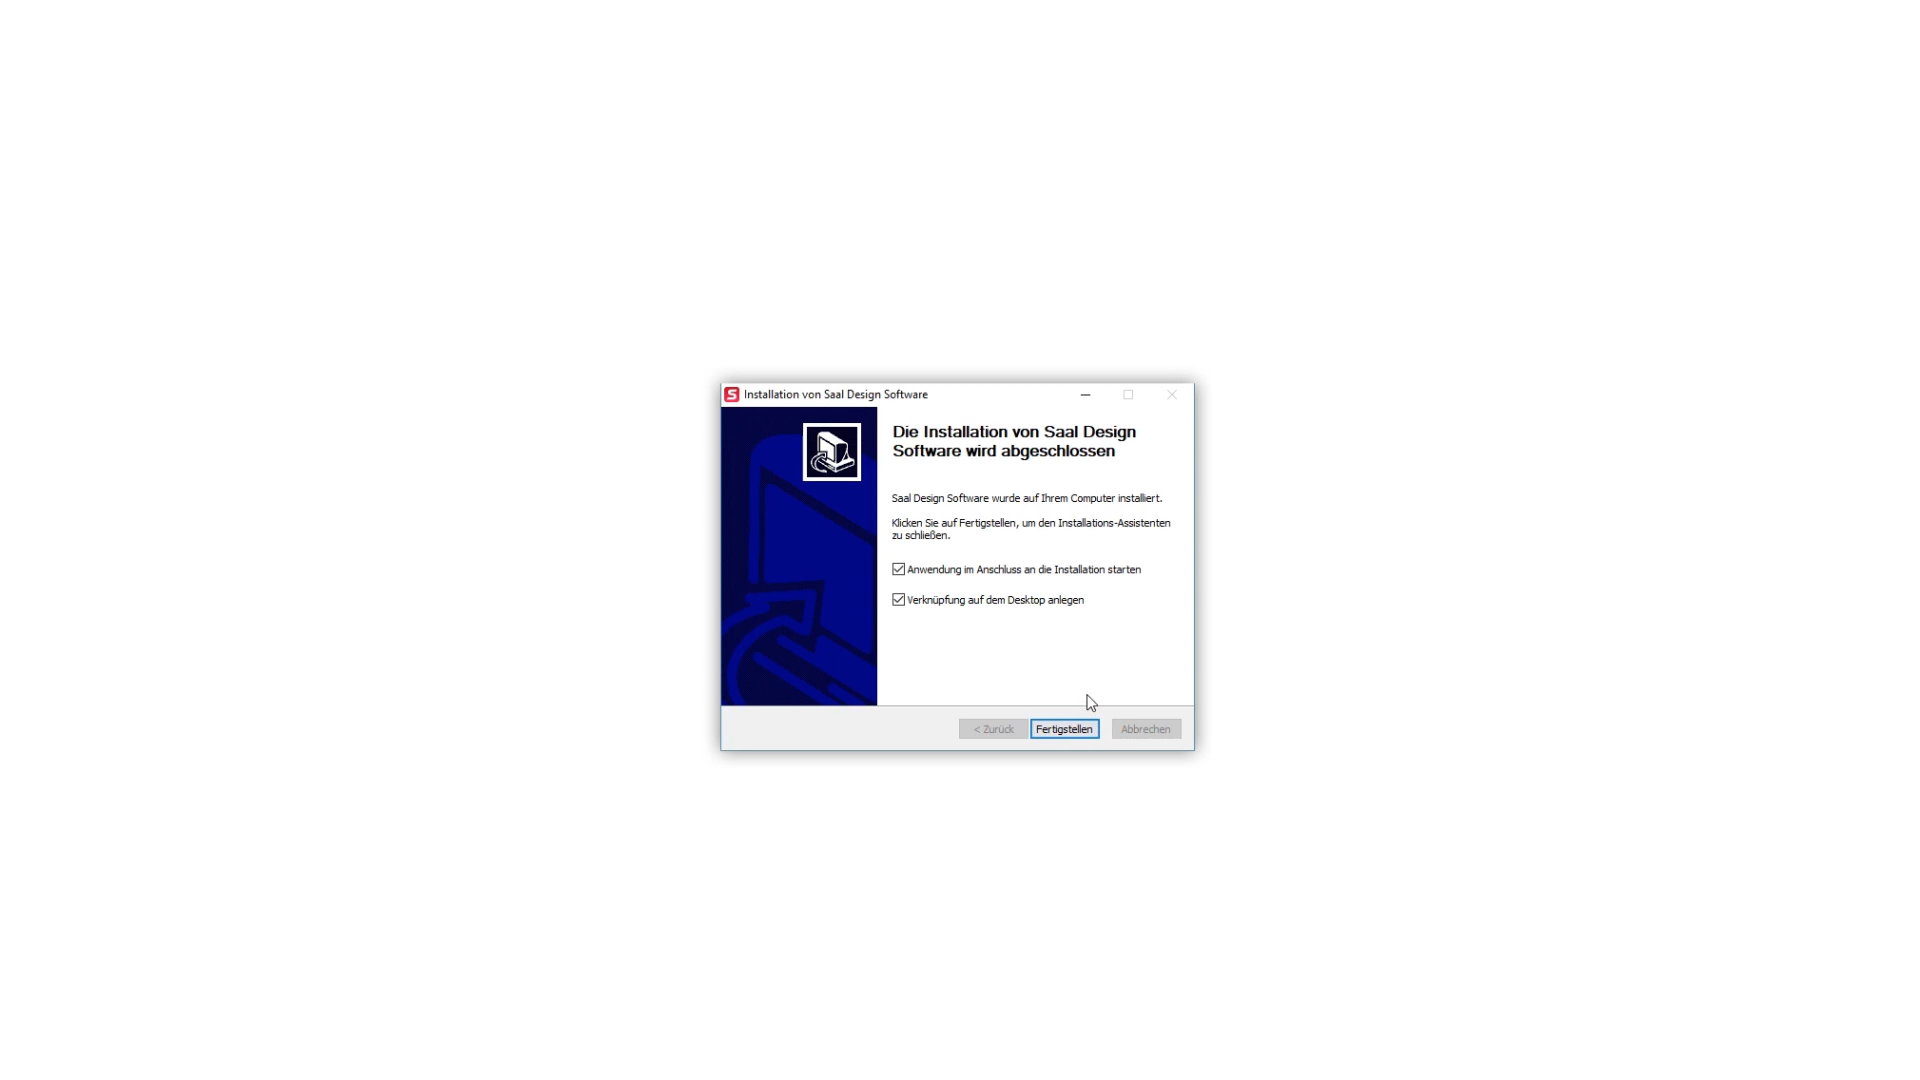 Installation von Saal Design Software
Die Installation von Saal Design
Software wird abgeschlossen
Saal Design Software wurde auf Ihrem Computer installiert.
Klicken Sie auf Fertigstellen, um den Installations-Assistenten
zu schließen.
Anwendung im Anschluss an die Installation starten
Verknüpfung auf dem Desktop anlegen
< Zurück Fertigstellen Abbrechen